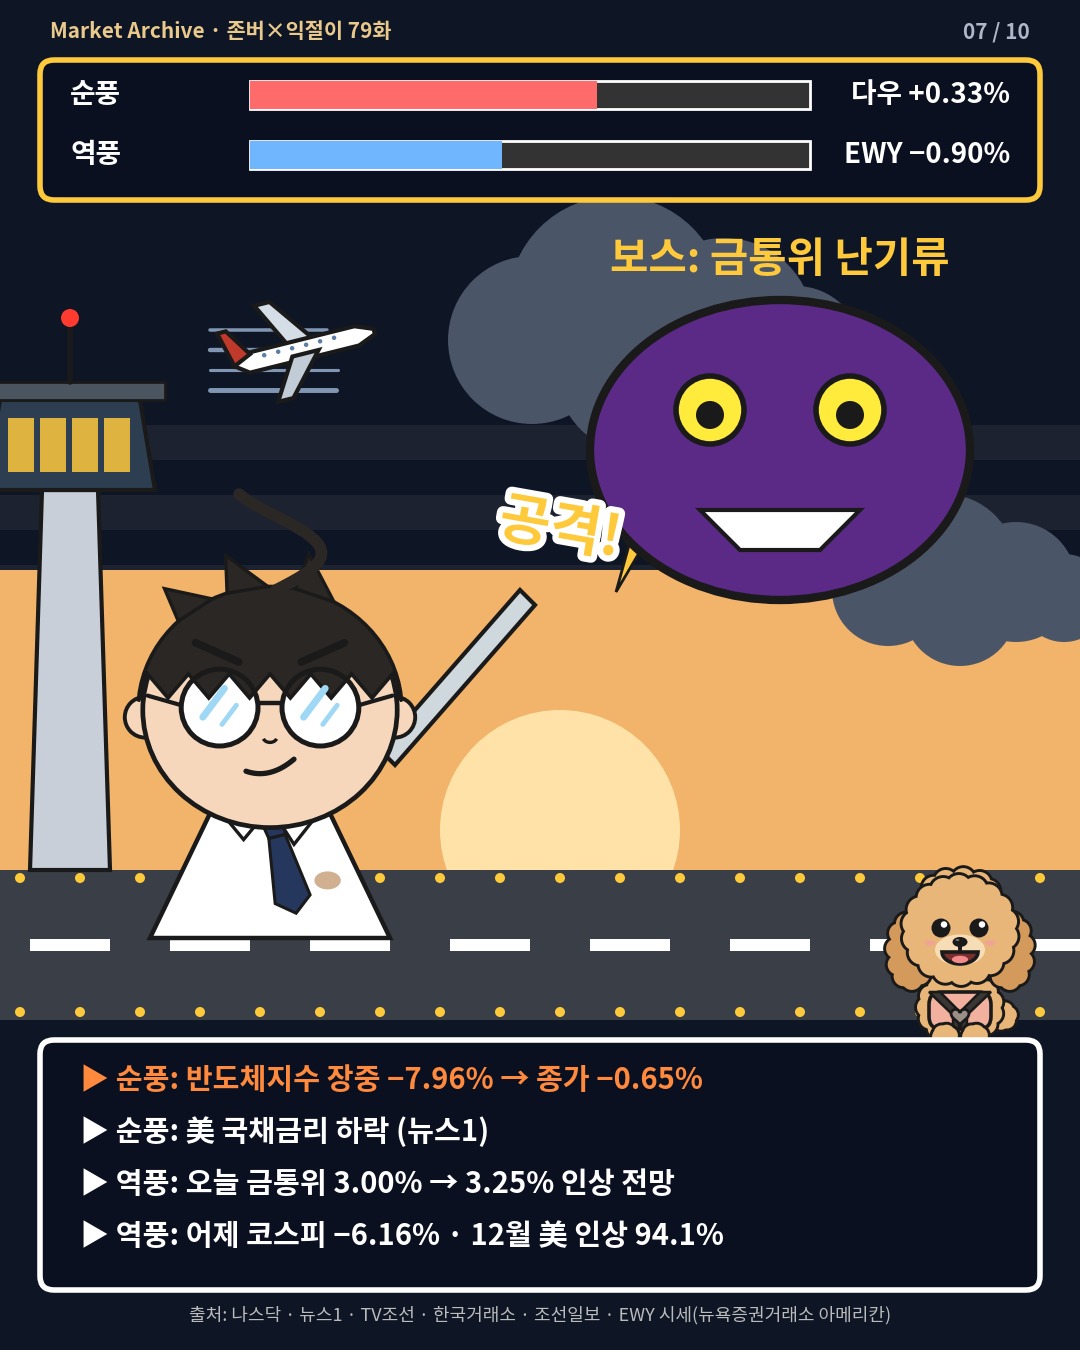 Market Archive · 존버×익절이 79화
07 / 10
순풍
다우 +0.33%
역풍
EWY −0.90%
보스: 금통위 난기류
공격!
▶ 순풍: 반도체지수 장중 −7.96% → 종가 −0.65%
▶ 순풍: 美 국채금리 하락 (뉴스1)
▶ 역풍: 오늘 금통위 3.00% → 3.25% 인상 전망
▶ 역풍: 어제 코스피 −6.16% · 12월 美 인상 94.1%
출처: 나스닥 · 뉴스1 · TV조선 · 한국거래소 · 조선일보 · EWY 시세(뉴욕증권거래소 아메리칸)